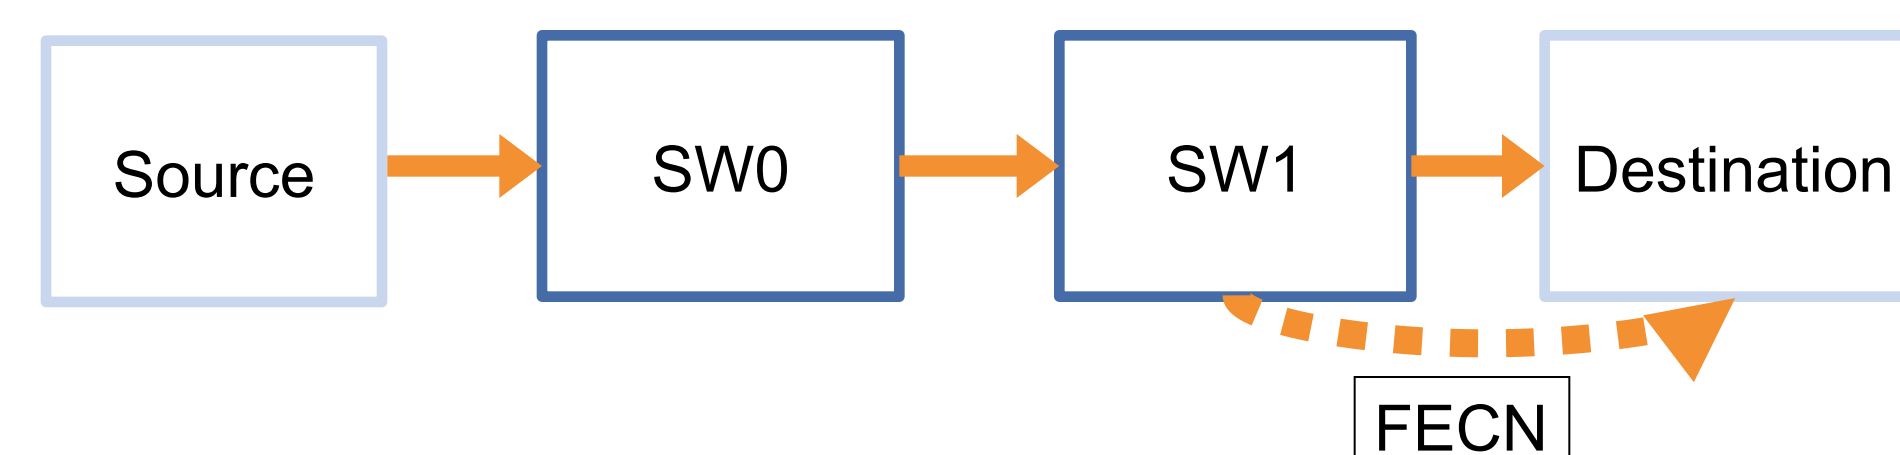 Source
SW0
SW1
Destination
FECN